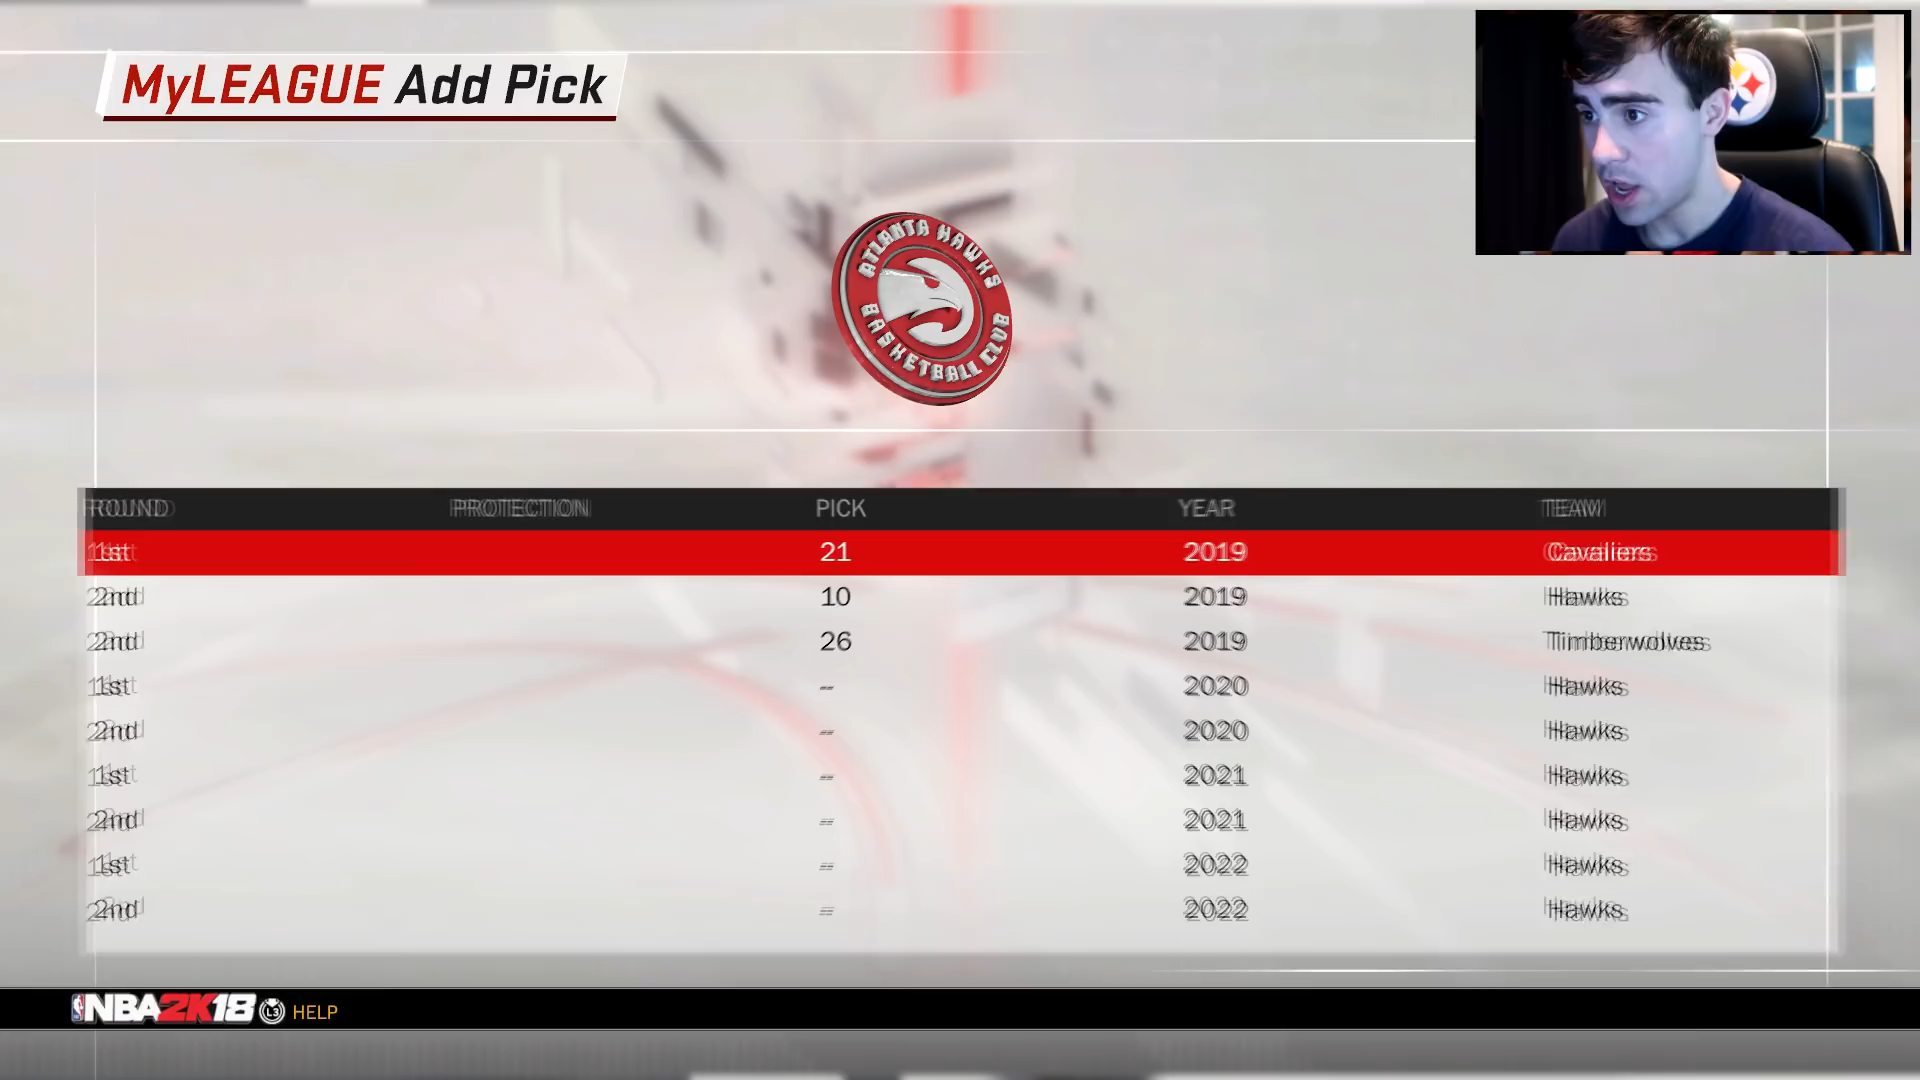 MyLEAGUE Add Pick
ATLANTA HAWKS
BASKETBALL CLUB
ROUND PROTECTION PICK YEAR TEAM
1st 21 2019 Cavaliers
2nd 10 2019 Hawks
2nd 26 2019 Timberwolves
1st -- 2020 Hawks
2nd -- 2020 Hawks
1st -- 2021 Hawks
2nd -- 2021 Hawks
1st -- 2022 Hawks
2nd -- 2022 Hawks
NBA2K18 L3 HELP